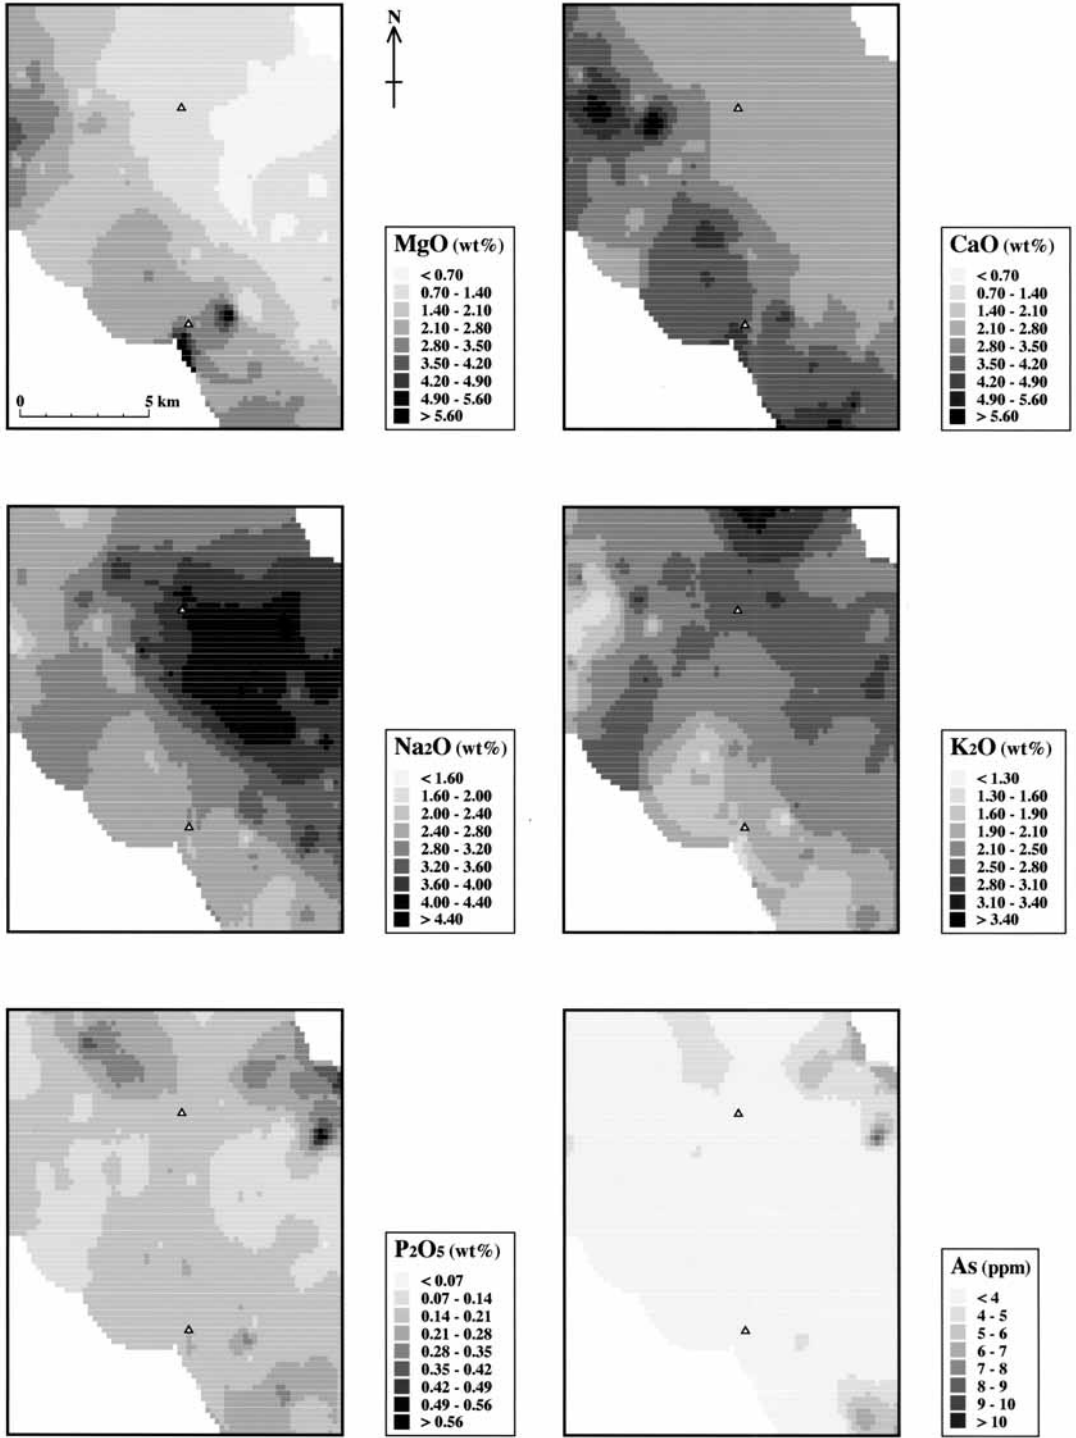 N
MgO (wt%)
< 0.70
0.70 - 1.40
1.40 - 2.10
2.10 - 2.80
2.80 - 3.50
3.50 - 4.20
4.20 - 4.90
4.90 - 5.60
> 5.60
0 5 km
CaO (wt%)
< 0.70
0.70 - 1.40
1.40 - 2.10
2.10 - 2.80
2.80 - 3.50
3.50 - 4.20
4.20 - 4.90
4.90 - 5.60
> 5.60
Na2O (wt%)
< 1.60
1.60 - 2.00
2.00 - 2.40
2.40 - 2.80
2.80 - 3.20
3.20 - 3.60
3.60 - 4.00
4.00 - 4.40
> 4.40
K2O (wt%)
< 1.30
1.30 - 1.60
1.60 - 1.90
1.90 - 2.10
2.10 - 2.50
2.50 - 2.80
2.80 - 3.10
3.10 - 3.40
> 3.40
P2O5 (wt%)
< 0.07
0.07 - 0.14
0.14 - 0.21
0.21 - 0.28
0.28 - 0.35
0.35 - 0.42
0.42 - 0.49
0.49 - 0.56
> 0.56
As (ppm)
< 4
4 - 5
5 - 6
6 - 7
7 - 8
8 - 9
9 - 10
> 10